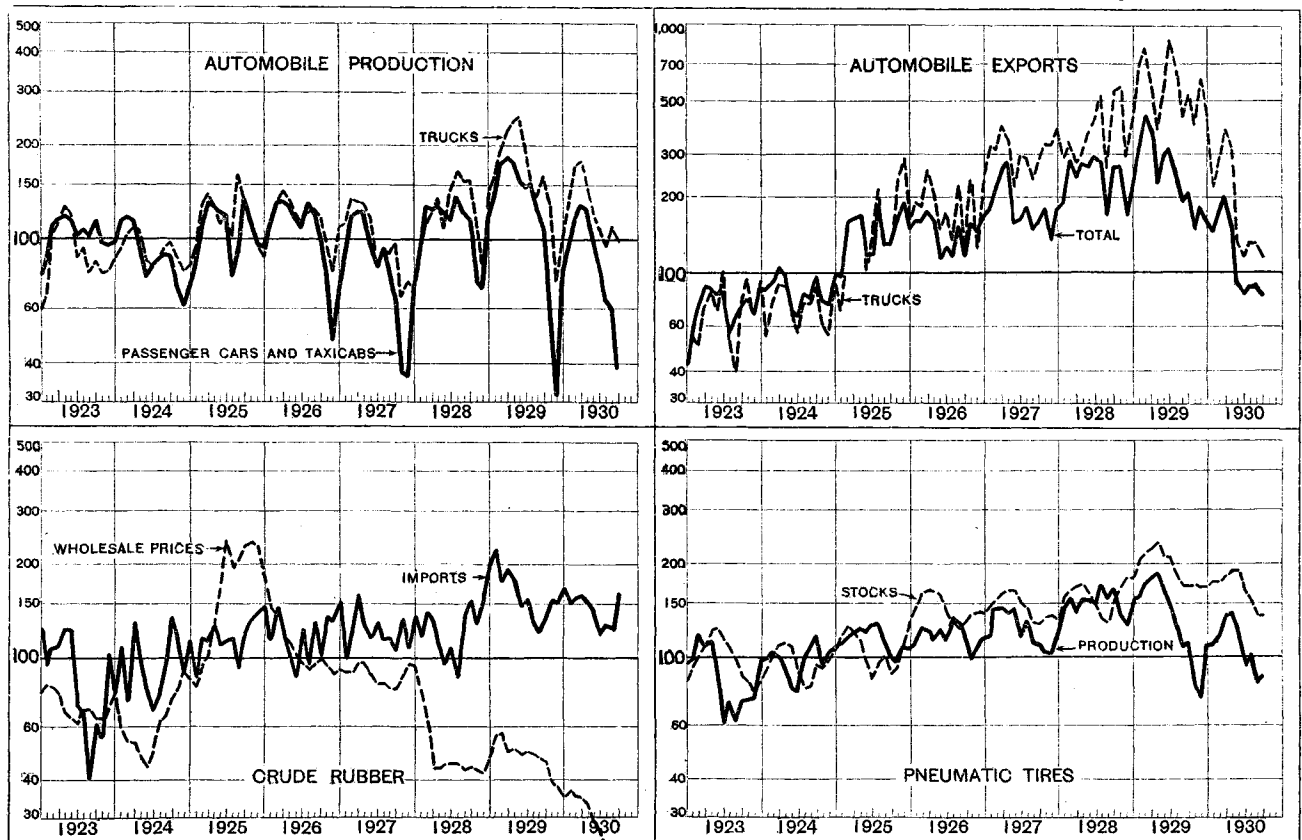 500
400
300
200
150
100
60
40
30
AUTOMOBILE PRODUCTION
TRUCKS
PASSENGER CARS AND TAXICABS
1923 1924 1925 1926 1927 1928 1929 1930
1,000
700
500
300
200
100
60
40
30
AUTOMOBILE EXPORTS
TOTAL
TRUCKS
1923 1924 1925 1926 1927 1928 1929 1930
500
400
300
200
150
100
60
40
30
WHOLESALE PRICES
IMPORTS
CRUDE RUBBER
1923 1924 1925 1926 1927 1928 1929 1930
500
400
300
200
150
100
60
40
30
STOCKS
PRODUCTION
PNEUMATIC TIRES
1923 1924 1925 1926 1927 1928 1929 1930